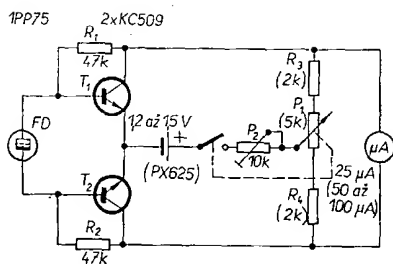 1PP75 2xKC509
R₁
47k
T₁
R₃
(2k)
P₁
(5k)
1,2 až 1,5 V
+
P₂
10k
FD
(PX625)
μA
T₂
25 μA
(50 až
100 μA)
R₄
(2k)
R₂
47k